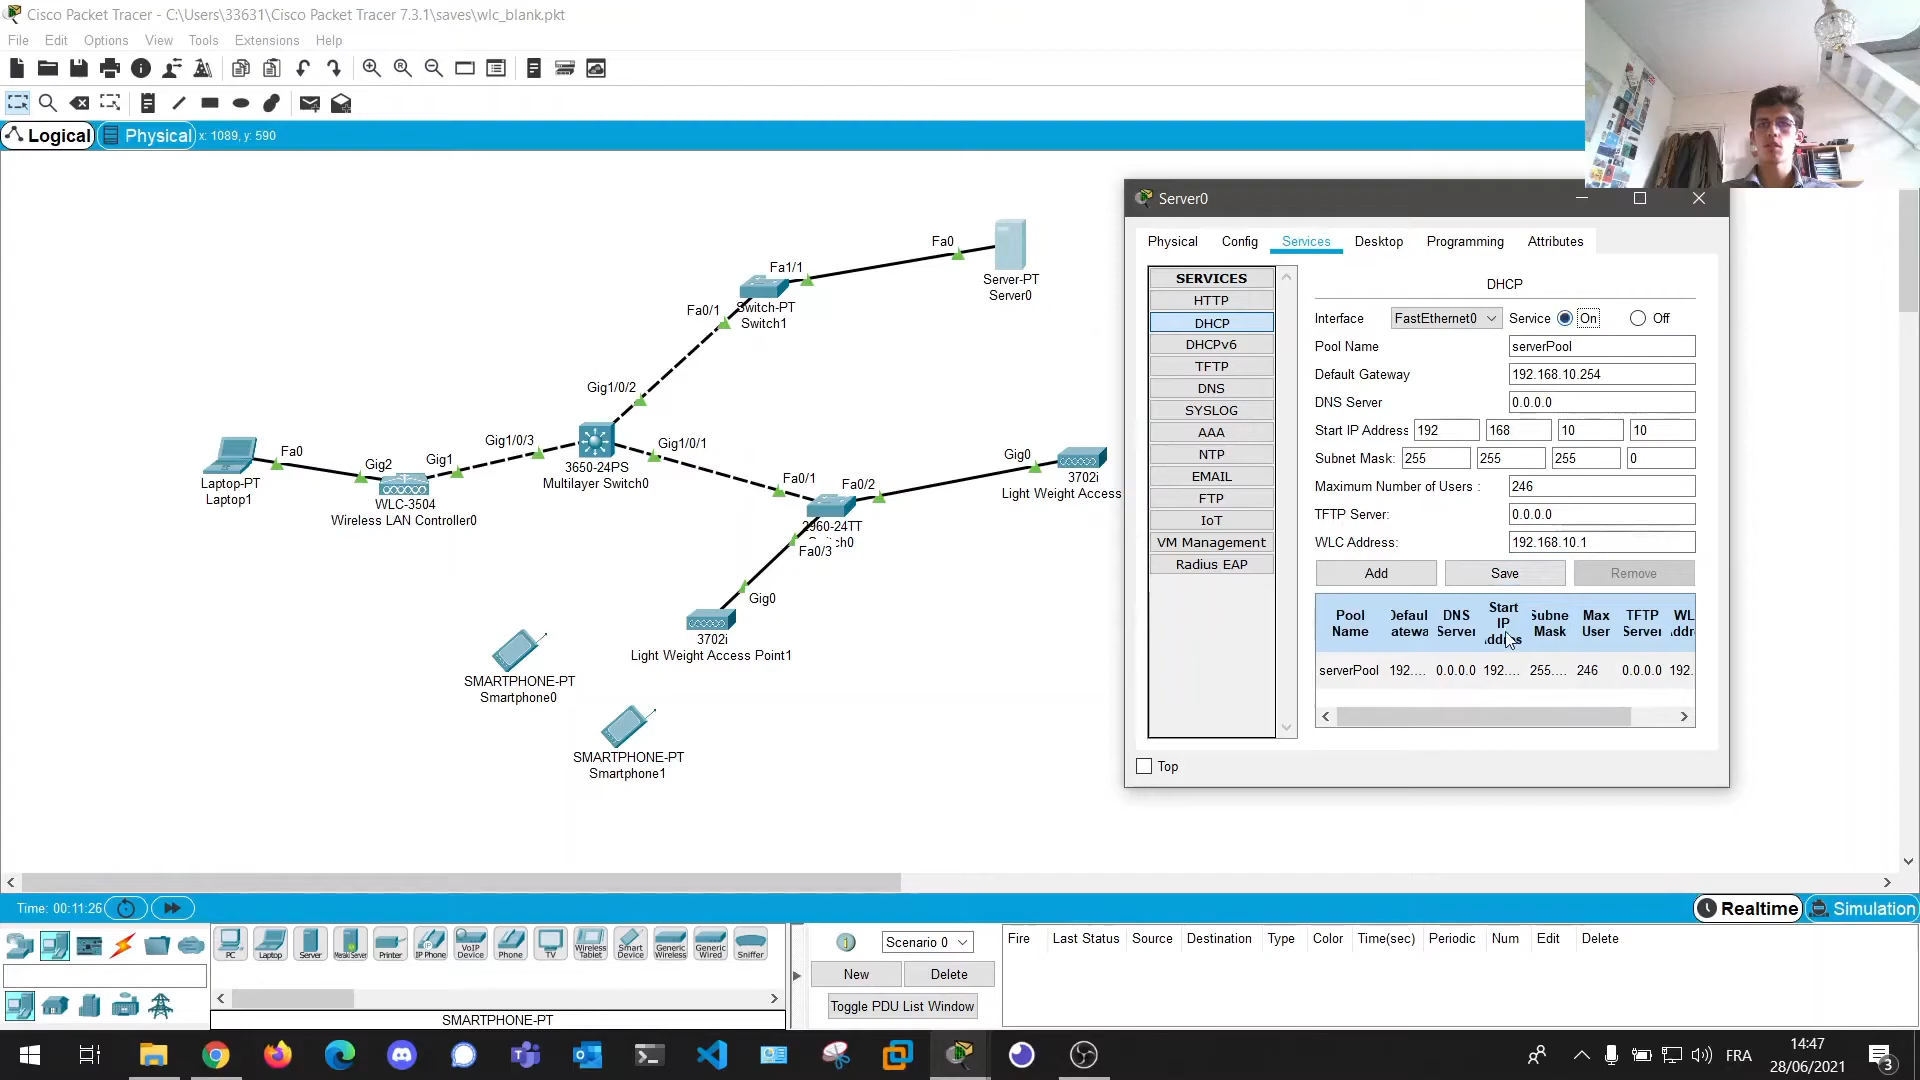 Cisco Packet Tracer - C:\Users\33631\Cisco Packet Tracer 7.3.1\saves\wlc_blank.pkt
File Edit Options View Tools Extensions Help
Logical Physical x: 1089, y: 590
Fa0
Server-PT
Server0
Fa1/1
Switch-PT
Switch1
Fa0/1
Gig1/0/2
Gig1/0/3
Gig1/0/1
3650-24PS
Multilayer Switch0
Fa0
Laptop-PT
Laptop1
Gig2
Gig1
WLC-3504
Wireless LAN Controller0
Fa0/1
Fa0/2
2960-24TT
Fa0/3
Gig0
3702i
Light Weight Access
Gig0
3702i
Light Weight Access Point1
SMARTPHONE-PT
Smartphone0
SMARTPHONE-PT
Smartphone1
Server0
Physical Config Services Desktop Programming Attributes
SERVICES
HTTP
DHCP
DHCPv6
TFTP
DNS
SYSLOG
AAA
NTP
EMAIL
FTP
IoT
VM Management
Radius EAP
DHCP
Interface FastEthernet0 Service On Off
Pool Name serverPool
Default Gateway 192.168.10.254
DNS Server 0.0.0.0
Start IP Address 192 168 10 10
Subnet Mask: 255 255 255 0
Maximum Number of Users : 246
TFTP Server: 0.0.0.0
WLC Address: 192.168.10.1
Add Save Remove
Pool Name
DNS Server
Start IP
Mask
Max User
TFTP Server
serverPool 192.... 0.0.0.0 192.... 255.... 246 0.0.0.0 192.
Top
Time: 00:11:26
Realtime Simulation
PC Laptop Server Meraki Server Printer IP Phone VoIP Device Phone TV Wireless Tablet Smart Device Generic Wireless Generic Wired Sniffer
SMARTPHONE-PT
Scenario 0
New Delete
Toggle PDU List Window
Fire Last Status Source Destination Type Color Time(sec) Periodic Num Edit Delete
FRA
14:47
28/06/2021
3